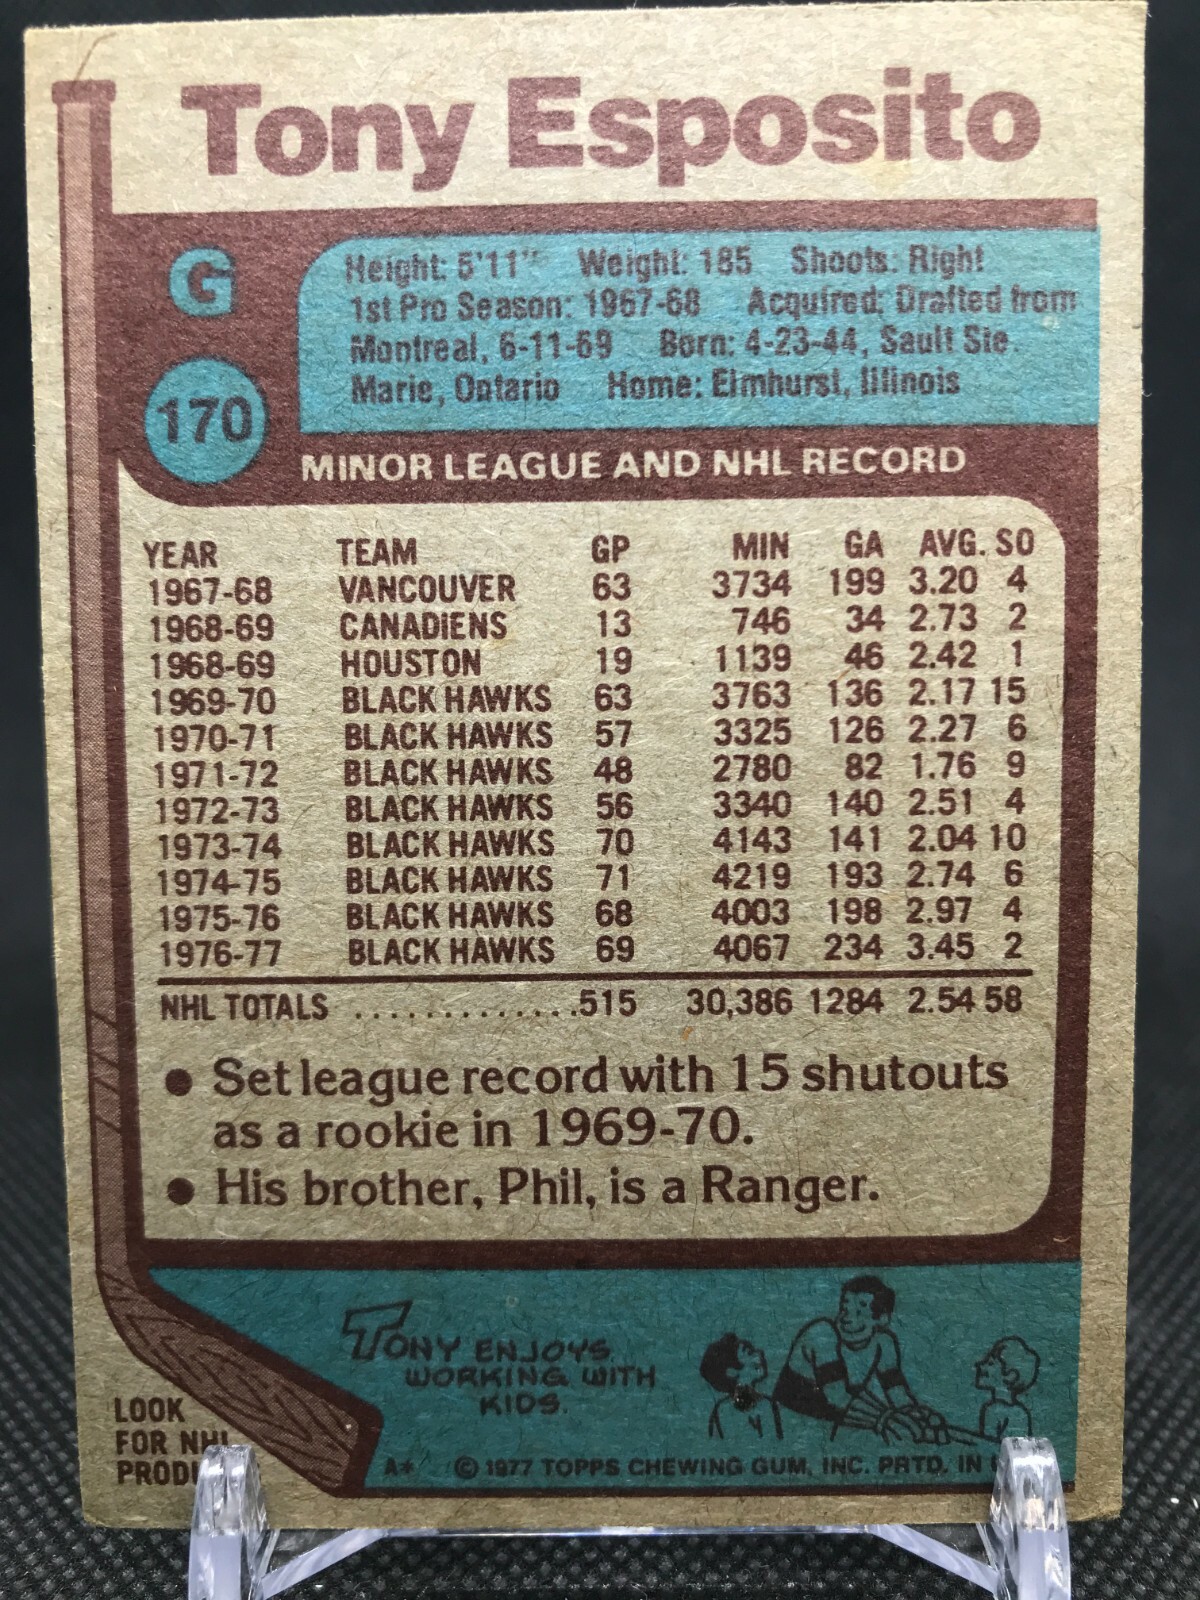 Tony Esposito
G
170
Height: 5'11" Weight: 185 Shoots: Right
1st Pro Season: 1967-68 Acquired: Drafted from
Montreal, 6-11-69 Born: 4-23-44, Sault Ste.
Marie, Ontario Home: Elmhurst, Illinois
MINOR LEAGUE AND NHL RECORD
YEAR TEAM GP MIN GA AVG. SO
1967-68 VANCOUVER 63 3734 199 3.20 4
1968-69 CANADIENS 13 746 34 2.73 2
1968-69 HOUSTON 19 1139 46 2.42 1
1969-70 BLACK HAWKS 63 3763 136 2.17 15
1970-71 BLACK HAWKS 57 3325 126 2.27 6
1971-72 BLACK HAWKS 48 2780 82 1.76 9
1972-73 BLACK HAWKS 56 3340 140 2.51 4
1973-74 BLACK HAWKS 70 4143 141 2.04 10
1974-75 BLACK HAWKS 71 4219 193 2.74 6
1975-76 BLACK HAWKS 68 4003 198 2.97 4
1976-77 BLACK HAWKS 69 4067 234 3.45 2
NHL TOTALS .............515 30,386 1284 2.54 58
• Set league record with 15 shutouts
as a rookie in 1969-70.
• His brother, Phil, is a Ranger.
TONY ENJOYS
WORKING WITH
KIDS.
LOOK
FOR NHL
A* © 1977 TOPPS CHEWING GUM, INC. PRTD. IN